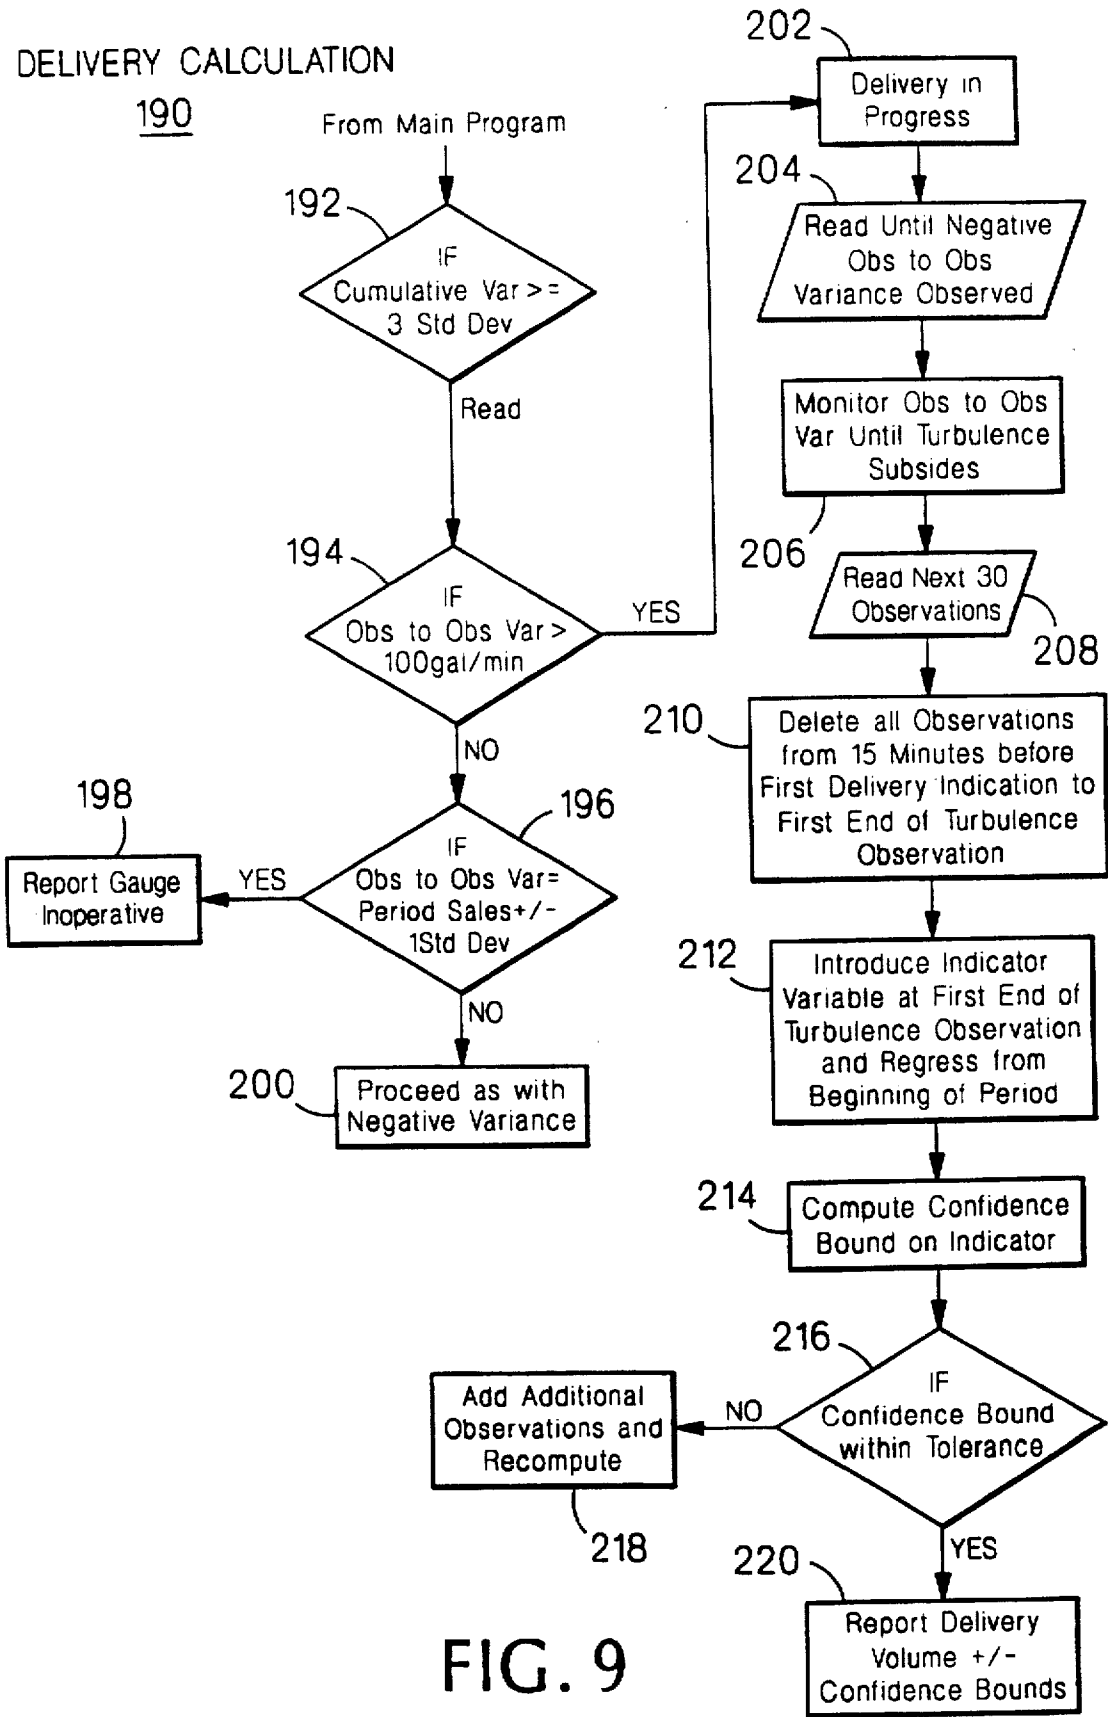 DELIVERY CALCULATION
190
From Main Program
192
IF
Cumulative Var >=
3 Std Dev
Read
194
IF
Obs to Obs Var >
100gal/min
YES
NO
196
IF
Obs to Obs Var=
Period Sales+/-
1Std Dev
YES
198
Report Gauge
Inoperative
NO
200
Proceed as with
Negative Variance
202
Delivery in
Progress
204
Read Until Negative
Obs to Obs
Variance Observed
Monitor Obs to Obs
Var Until Turbulence
Subsides
206
Read Next 30
Observations
208
210
Delete all Observations
from 15 Minutes before
First Delivery Indication to
First End of Turbulence
Observation
212
Introduce Indicator
Variable at First End of
Turbulence Observation
and Regress from
Beginning of Period
214
Compute Confidence
Bound on Indicator
216
IF
Confidence Bound
within Tolerance
NO
Add Additional
Observations and
Recompute
218
YES
220
Report Delivery
Volume +/-
Confidence Bounds
FIG. 9